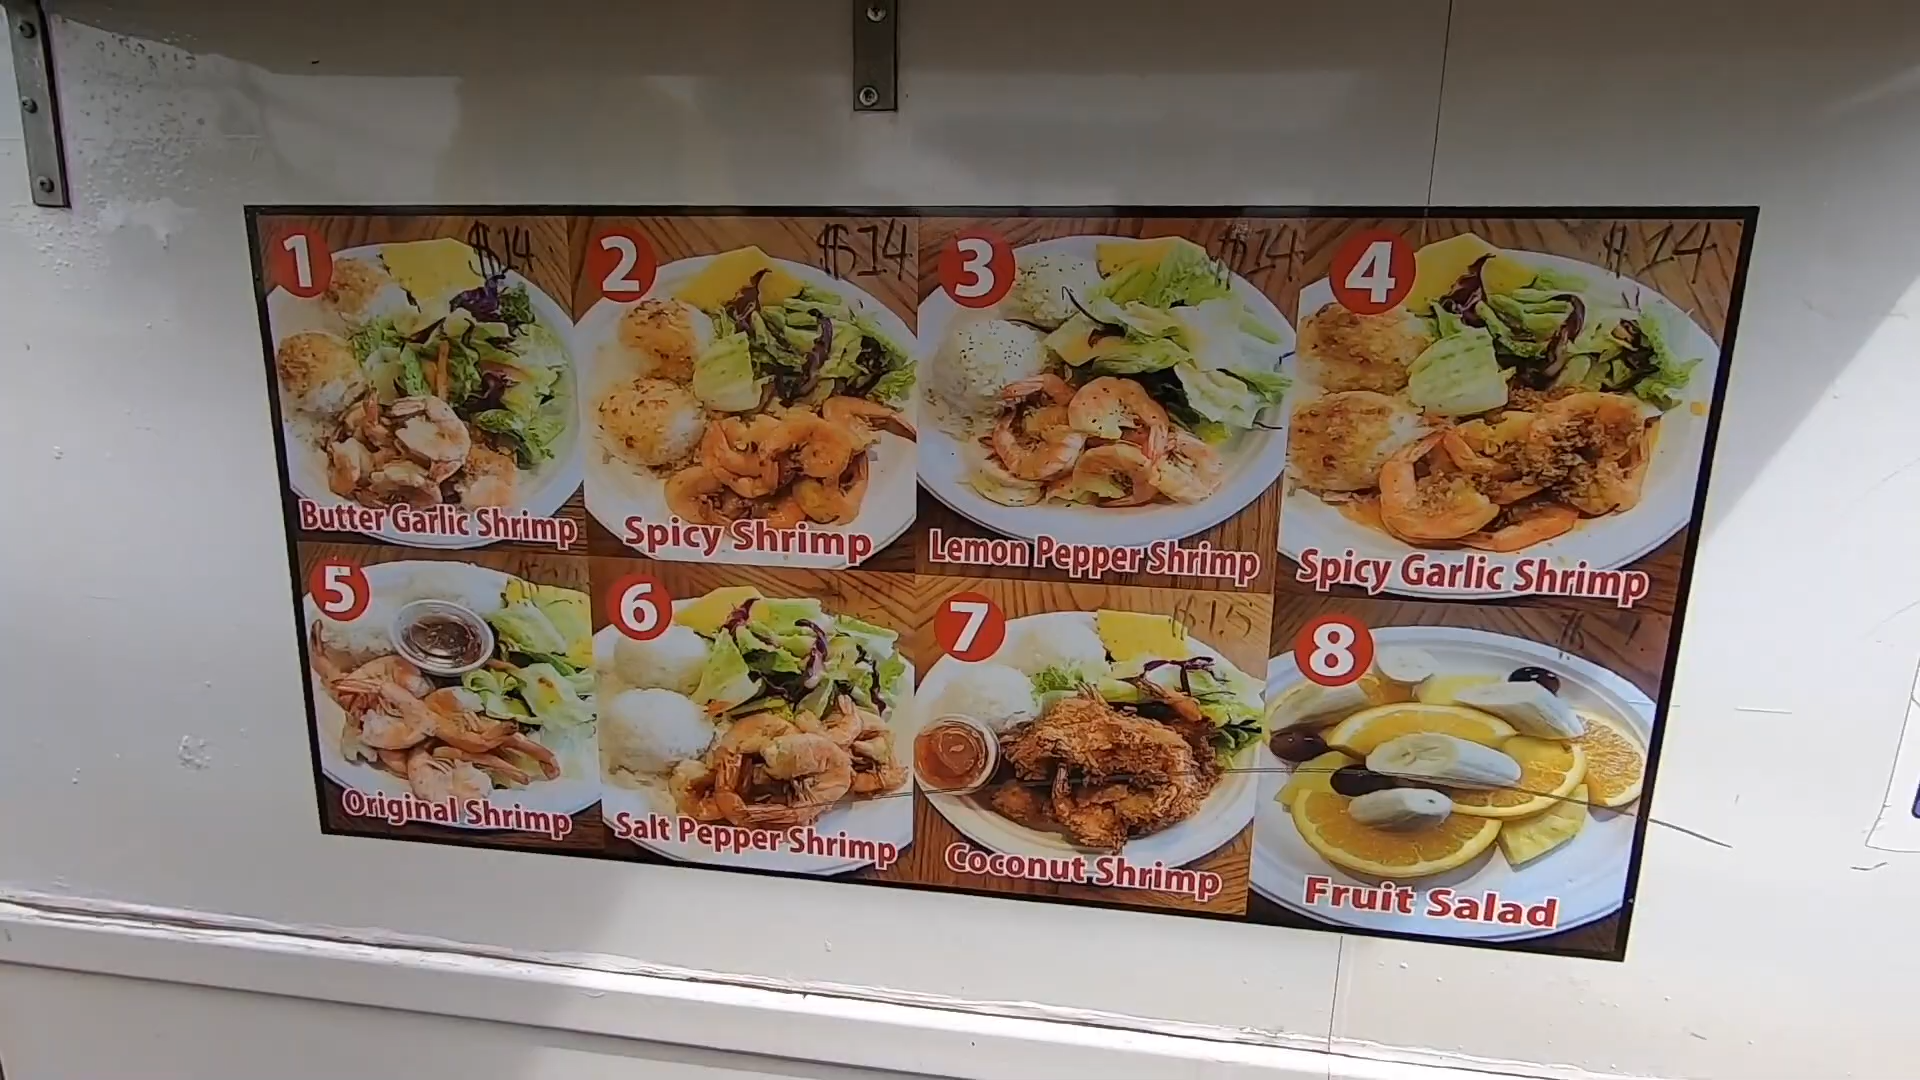 1 $14
Butter Garlic Shrimp
2 $14
Spicy Shrimp
3 $14
Lemon Pepper Shrimp
4 $14
Spicy Garlic Shrimp
5
Original Shrimp
6
Salt Pepper Shrimp
7 $15
Coconut Shrimp
8
Fruit Salad